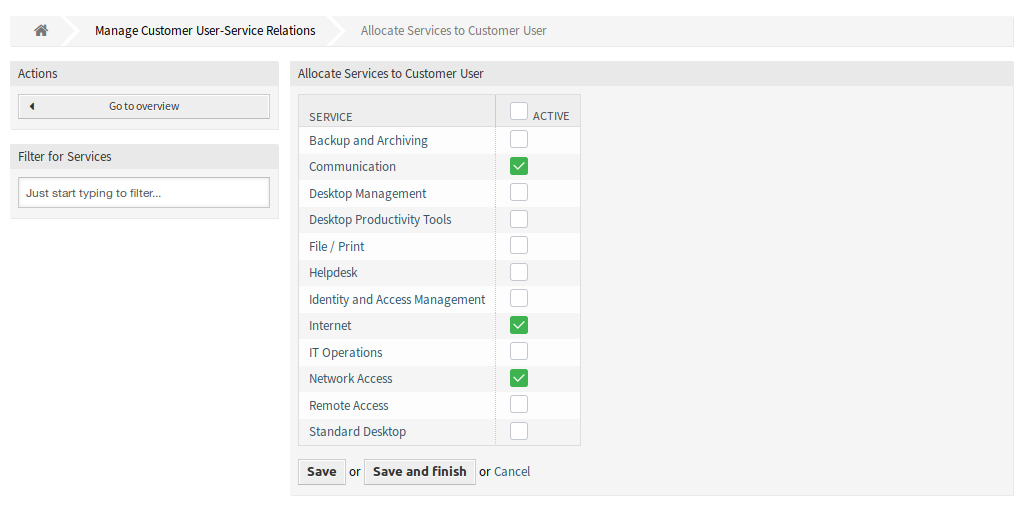 Manage Customer User-Service Relations
Allocate Services to Customer User
Actions
Go to overview
Filter for Services
Just start typing to filter...
Allocate Services to Customer User
SERVICE ACTIVE
Backup and Archiving
Communication
Desktop Management
Desktop Productivity Tools
File / Print
Helpdesk
Identity and Access Management
Internet
IT Operations
Network Access
Remote Access
Standard Desktop
Save or Save and finish or Cancel